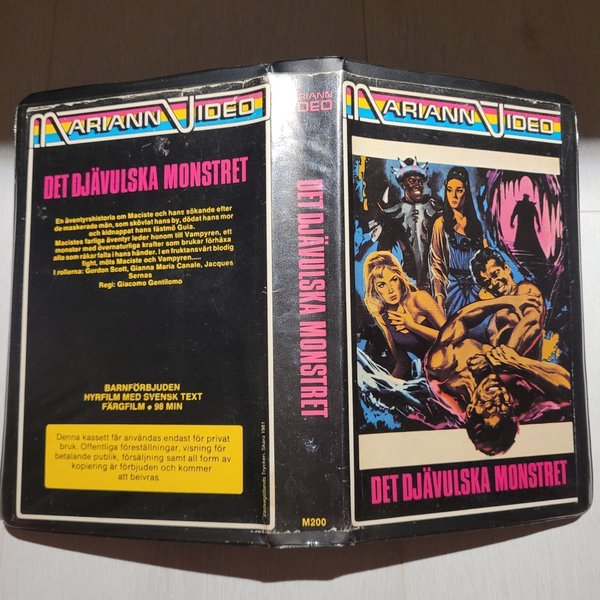 MARIANN VIDEO
DET DJÄVULSKA MONSTRET
En äventyrshistoria om Maciste och hans sökande efter
de maskerade män, som skövlat hans by, dödat hans mor
och kidnappat hans fästmö Guia.
Macistes farliga äventyr leder honom till Vampyren, ett
monster med övernaturliga krafter som brukar förhäxa
alla som råkar falla i hans händer. I en fruktansvärt blodig
fight, möts Maciste och Vampyren.....
I rollerna: Gordon Scott, Gianna Maria Canale, Jacques
Sernas
Regi: Giacomo Gentilomo
BARNFÖRBJUDEN
HYRFILM MED SVENSK TEXT
FÄRGFILM • 98 MIN
Denna kassett får användas endast för privat
bruk. Offentliga föreställningar, visning för
betalande publik, försäljning samt all form av
kopiering är förbjuden och kommer
att beivras.
MARIANN
VIDEO
DET DJÄVULSKA MONSTRET
Västergötlands Tryckeri, Skara 1981
M200
MARIANN VIDEO
DET DJÄVULSKA MONSTRET